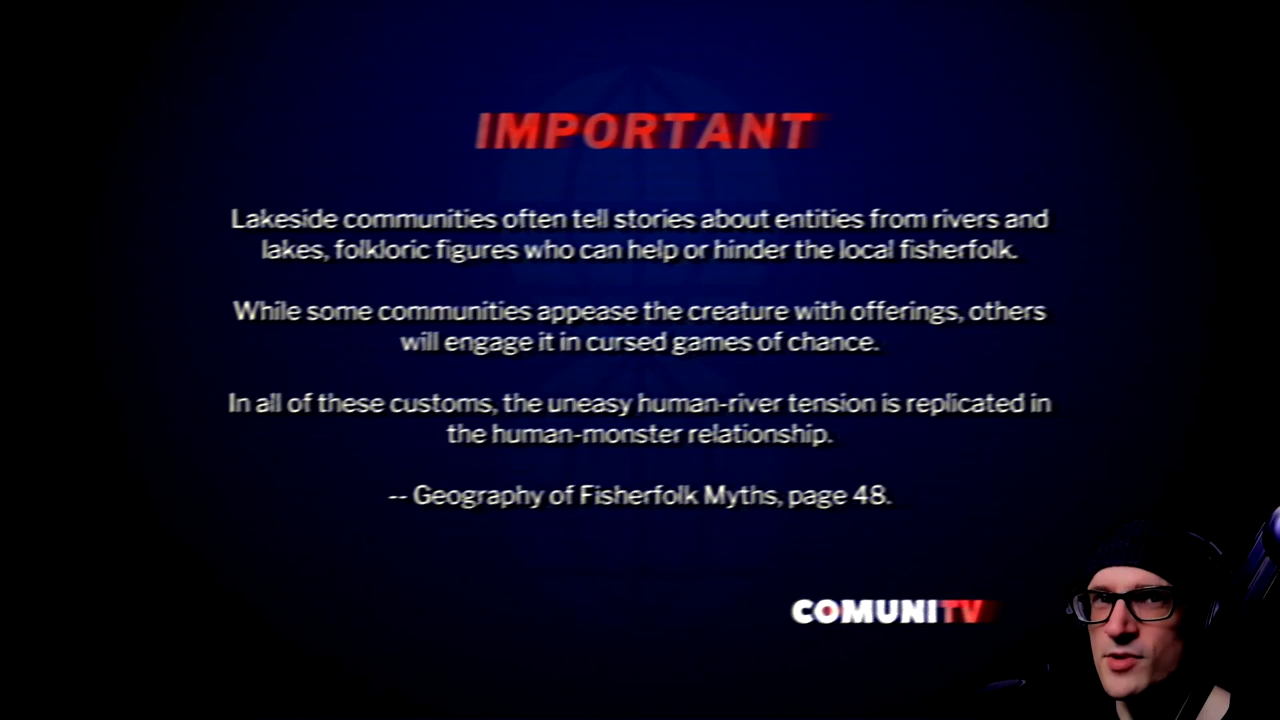 IMPORTANT
Lakeside communities often tell stories about entities from rivers and
lakes, folkloric figures who can help or hinder the local fisherfolk.
While some communities appease the creature with offerings, others
will engage it in cursed games of chance.
In all of these customs, the uneasy human-river tension is replicated in
the human-monster relationship.
-- Geography of Fisherfolk Myths, page 48.
COMUNITV